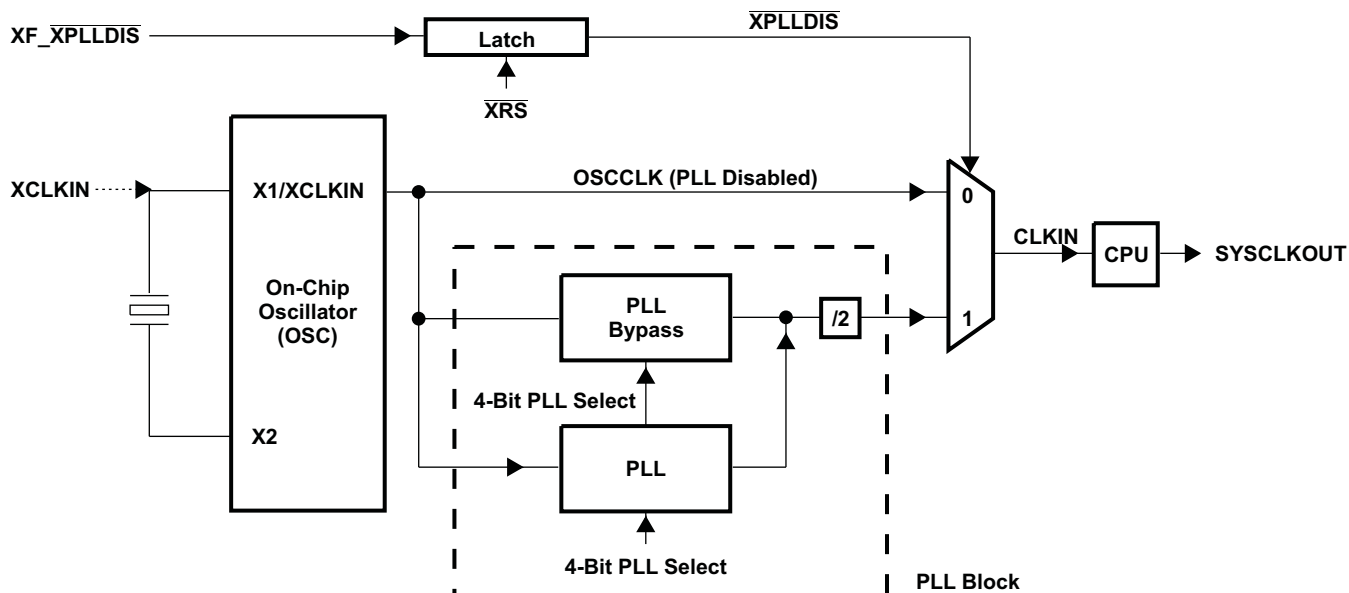 XF_XPLLDIS
Latch
XPLLDIS
XRS
XCLKIN
X1/XCLKIN
On-Chip
Oscillator
(OSC)
X2
OSCCLK (PLL Disabled)
0
1
CLKIN
CPU
SYSCLKOUT
PLL
Bypass
/2
4-Bit PLL Select
PLL
4-Bit PLL Select
PLL Block